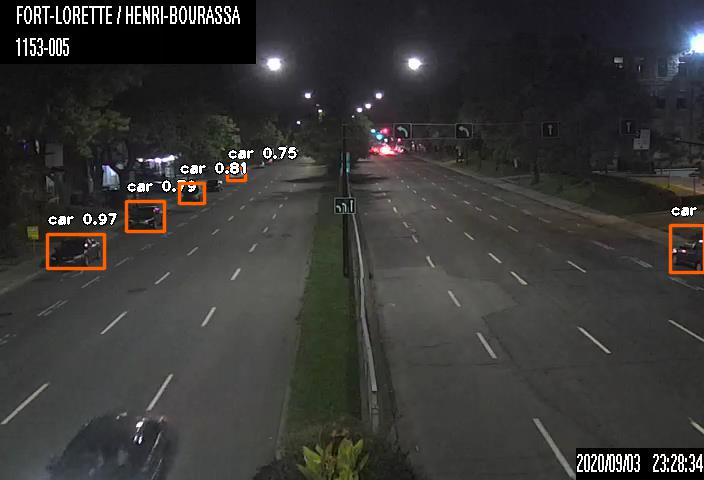 FORT-LORETTE / HENRI-BOURASSA
1153-005
car 0.75
car 0.81
car 0.79
car 0.97
car
2020/09/03 23:28:34